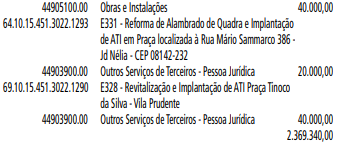 44905100.00 Obras e Instalações 40.000,00
64.10.15.451.3022.1293 E331 - Reforma de Alambrado de Quadra e Implantação
de ATI em Praça localizada à Rua Mário Sammarco 386 -
Jd Nélia - CEP 08142-232
44903900.00 Outros Serviços de Terceiros - Pessoa Jurídica 20.000,00
69.10.15.451.3022.1290 E328 - Revitalização e Implantação de ATI Praça Tinoco
da Silva - Vila Prudente
44903900.00 Outros Serviços de Terceiros - Pessoa Jurídica 40.000,00
2.369.340,00